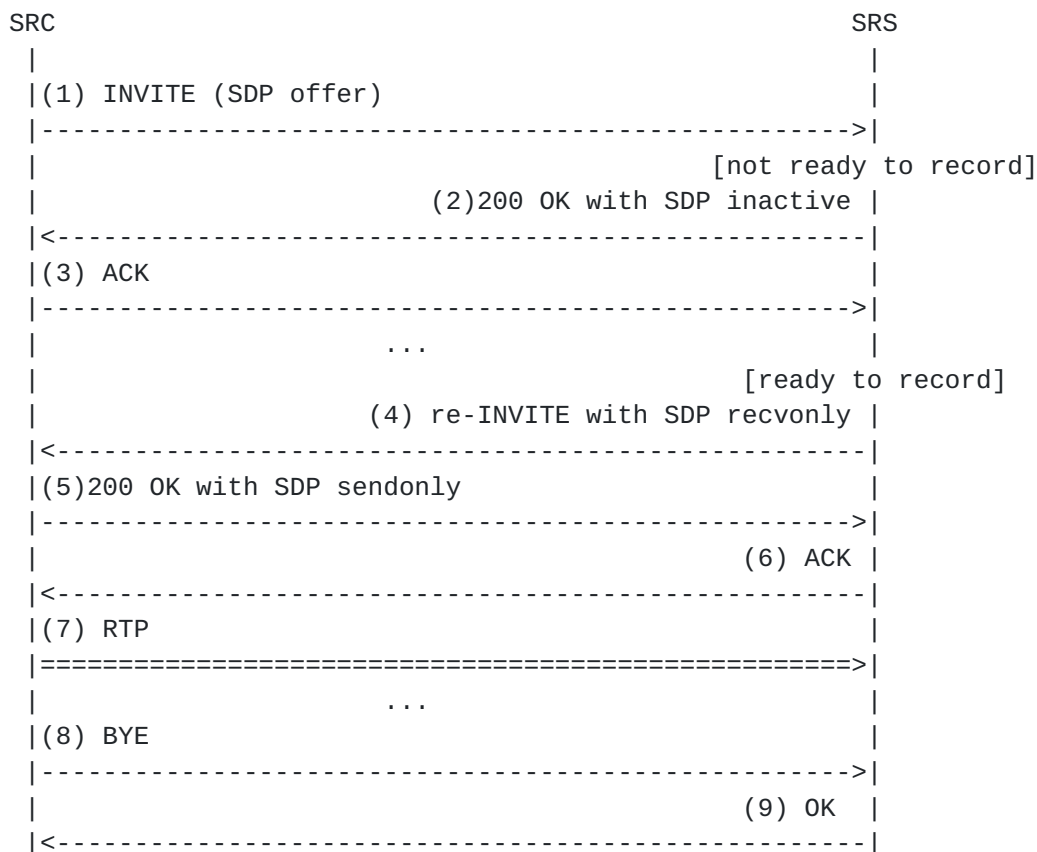 SRC                                                   SRS
 |                                                     |
 |(1) INVITE (SDP offer)                               |
 |---------------------------------------------------->|
 |                                           [not ready to record]
 |                         (2)200 OK with SDP inactive |
 |<----------------------------------------------------|
 |(3) ACK                                              |
 |---------------------------------------------------->|
 |                      ...                            |
 |                                             [ready to record]
 |                     (4) re-INVITE with SDP recvonly |
 |<----------------------------------------------------|
 |(5)200 OK with SDP sendonly                          |
 |---------------------------------------------------->|
 |                                             (6) ACK |
 |<----------------------------------------------------|
 |(7) RTP                                              |
 |====================================================>|
 |                      ...                            |
 |(8) BYE                                              |
 |---------------------------------------------------->|
 |                                             (9) OK  |
 |<----------------------------------------------------|